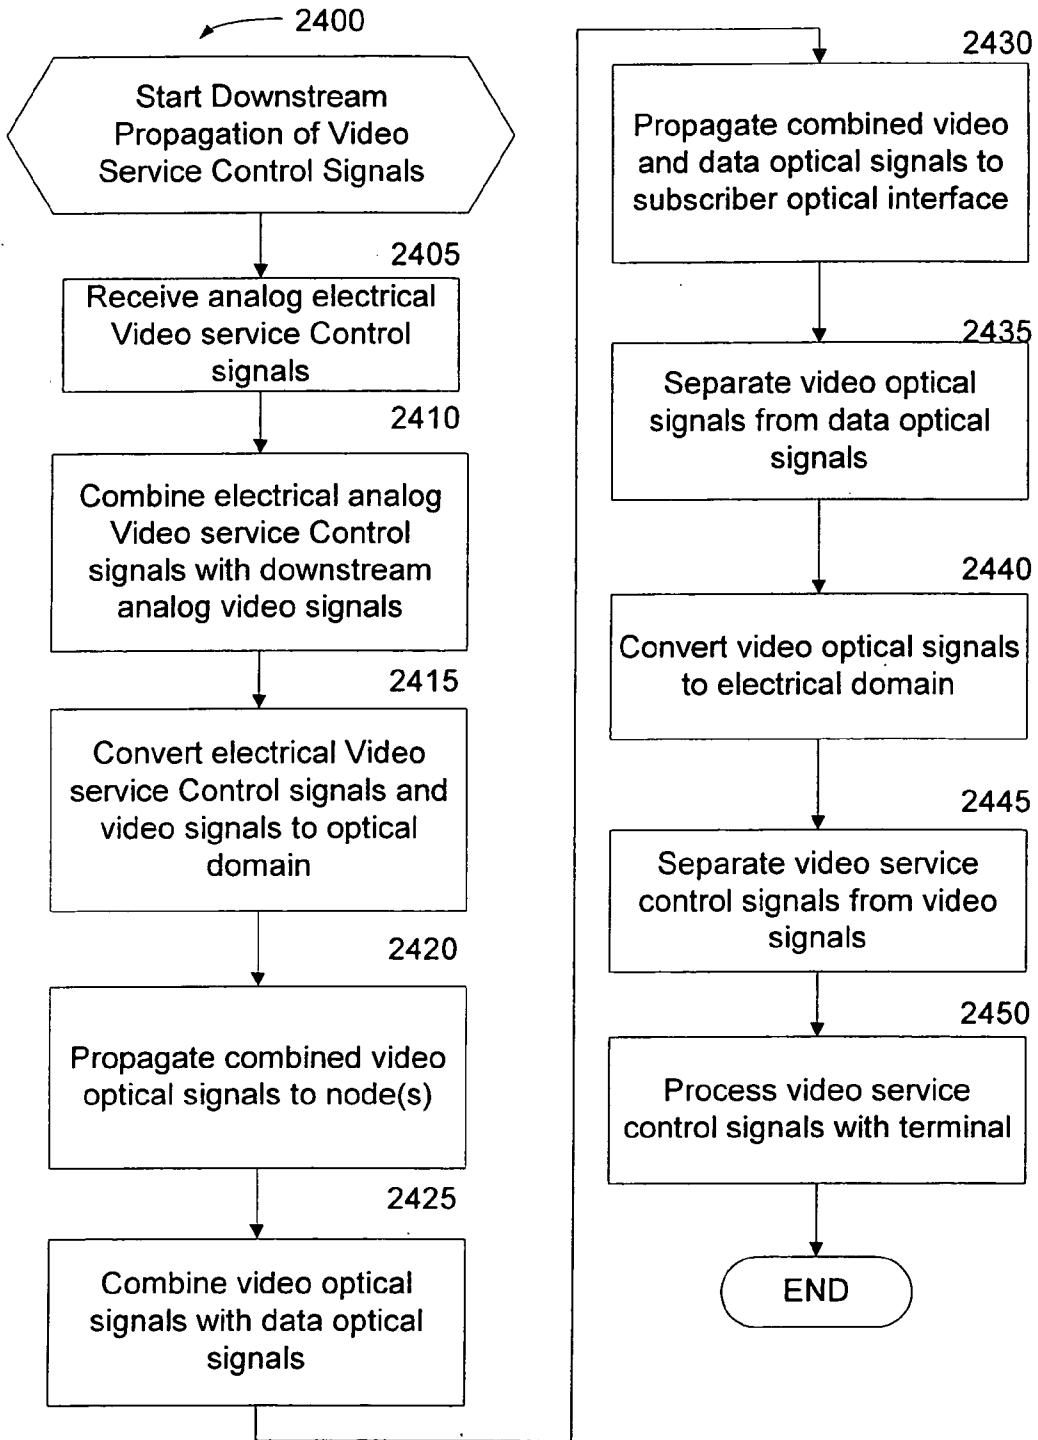 2400
Start Downstream
Propagation of Video
Service Control Signals
2405
Receive analog electrical
Video service Control
signals
2410
Combine electrical analog
Video service Control
signals with downstream
analog video signals
2415
Convert electrical Video
service Control signals and
video signals to optical
domain
2420
Propagate combined video
optical signals to node(s)
2425
Combine video optical
signals with data optical
signals
2430
Propagate combined video
and data optical signals to
subscriber optical interface
2435
Separate video optical
signals from data optical
signals
2440
Convert video optical signals
to electrical domain
2445
Separate video service
control signals from video
signals
2450
Process video service
control signals with terminal
END